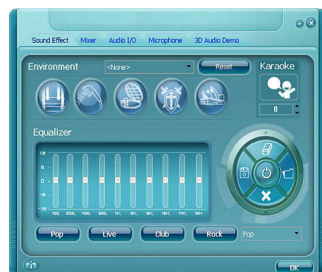 Sound Effect Mixer Audio I/O Microphone 3D Audio Demo
Environment <None> Reset Karaoke
0
Equalizer
Pop Live Club Rock Pop
OK